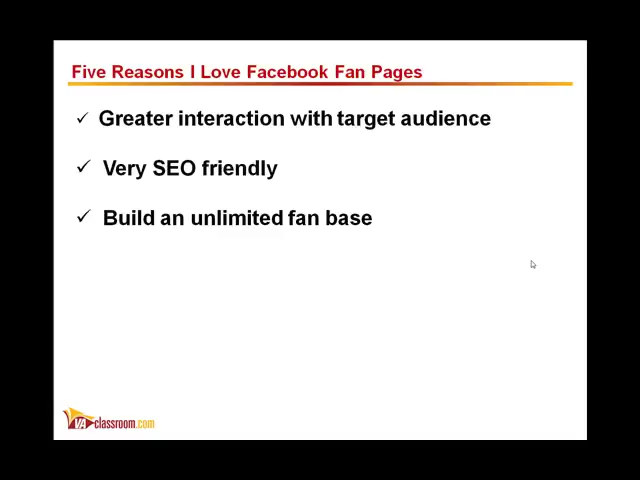 Five Reasons I Love Facebook Fan Pages
Greater interaction with target audience
Very SEO friendly
Build an unlimited fan base
VAclassroom.com